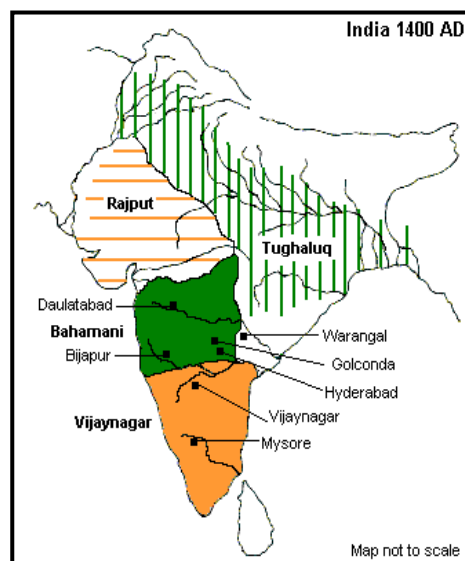 India 1400 AD
Rajput
Tughaluq
Daulatabad
Bahamani
Warangal
Bijapur
Golconda
Hyderabad
Vijaynagar
Vijaynagar
Mysore
Map not to scale